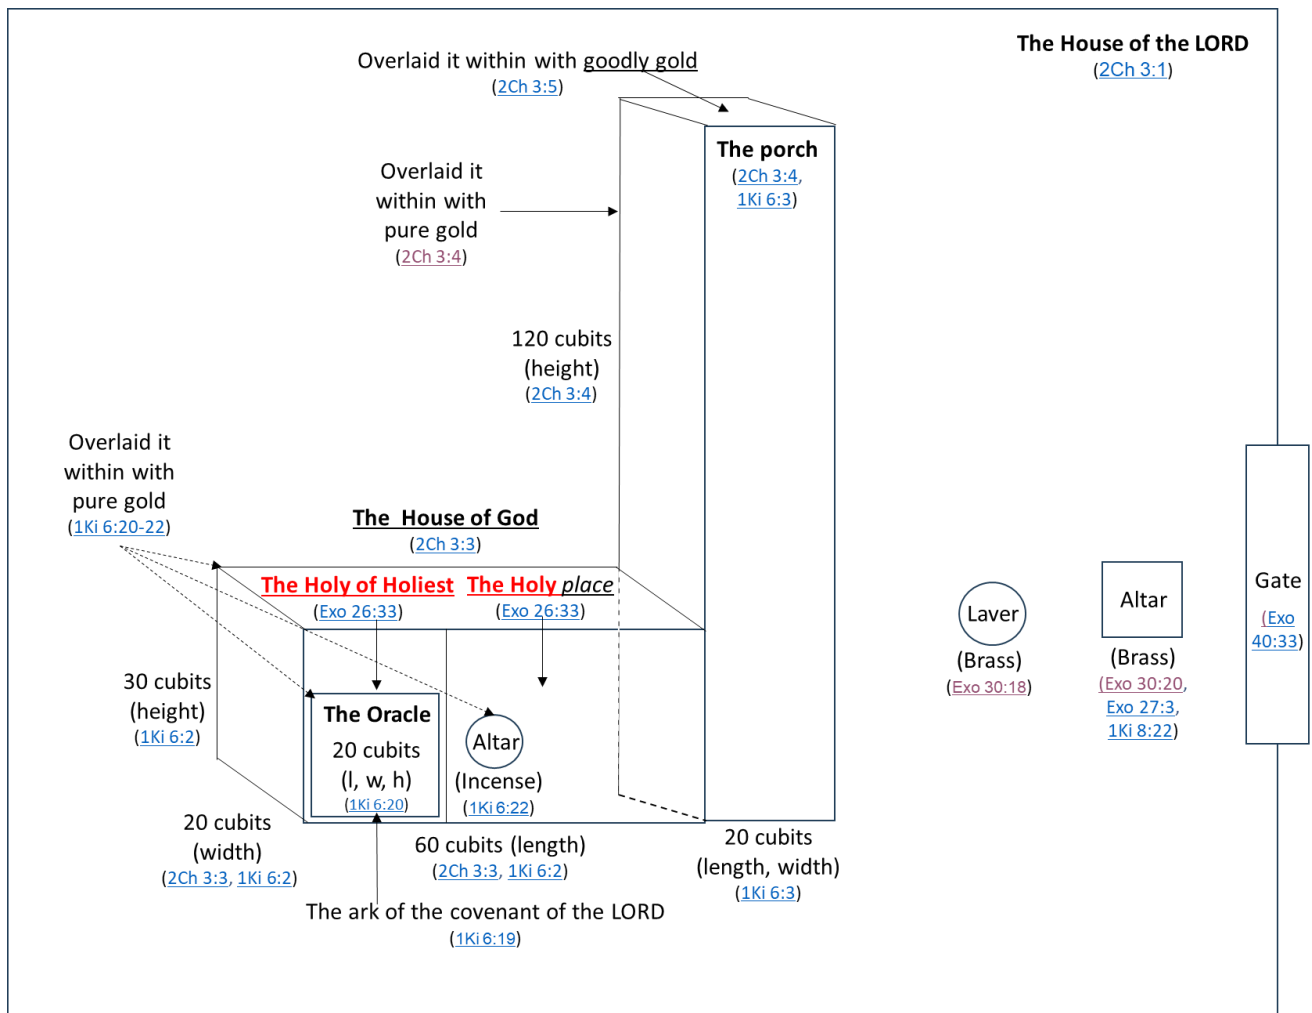 The House of the LORD
(2Ch 3:1)
Overlaid it within with goodly gold
(2Ch 3:5)
The porch
(2Ch 3:4,
1Ki 6:3)
Overlaid it
within with
pure gold
(2Ch 3:4)
120 cubits
(height)
(2Ch 3:4)
Overlaid it
within with
pure gold
(1Ki 6:20-22)
The House of God
(2Ch 3:3)
The Holy of Holiest
(Exo 26:33)
The Holy place
(Exo 26:33)
30 cubits
(height)
(1Ki 6:2)
The Oracle
20 cubits
(l, w, h)
(1Ki 6:20)
Altar
(Incense)
(1Ki 6:22)
20 cubits
(width)
(2Ch 3:3, 1Ki 6:2)
60 cubits (length)
(2Ch 3:3, 1Ki 6:2)
20 cubits
(length, width)
(1Ki 6:3)
The ark of the covenant of the LORD
(1Ki 6:19)
Laver
(Brass)
(Exo 30:18)
Altar
(Brass)
(Exo 30:20,
Exo 27:3,
1Ki 8:22)
Gate
(Exo
40:33)